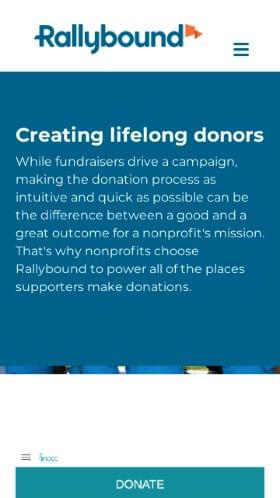 Rallybound
Creating lifelong donors
While fundraisers drive a campaign,
making the donation process as
intuitive and quick as possible can be
the difference between a good and a
great outcome for a nonprofit's mission.
That's why nonprofits choose
Rallybound to power all of the places
supporters make donations.
DONATE